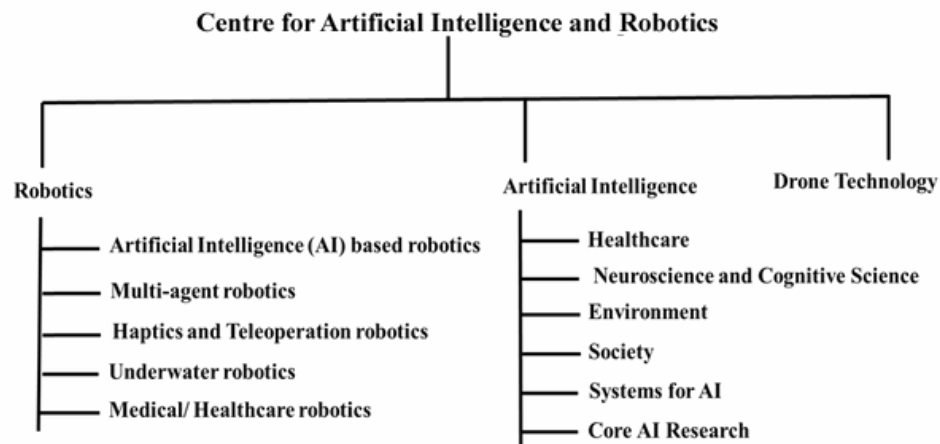 Centre for Artificial Intelligence and Robotics
Robotics
Artificial Intelligence (AI) based robotics
Multi-agent robotics
Haptics and Teleoperation robotics
Underwater robotics
Medical/ Healthcare robotics
Artificial Intelligence
Healthcare
Neuroscience and Cognitive Science
Environment
Society
Systems for AI
Core AI Research
Drone Technology